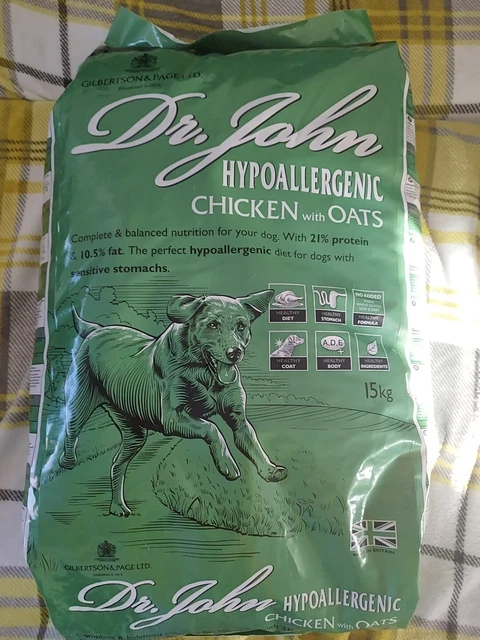 GILBERTSON & PAGE LTD.
Dr. John
HYPOALLERGENIC
CHICKEN with OATS
Complete & balanced nutrition for your dog. With 21% protein
& 10.5% fat. The perfect hypoallergenic diet for dogs with
sensitive stomachs.
HEALTHY DIET
HEALTHY STOMACH
NO ADDED
HEALTHY FORMULA
HEALTHY COAT
A,D,E
HEALTHY BODY
HEALTHY INGREDIENTS
15kg
IN BRITAIN
GILBERTSON & PAGE LTD.
Dr. John HYPOALLERGENIC
CHICKEN with OATS